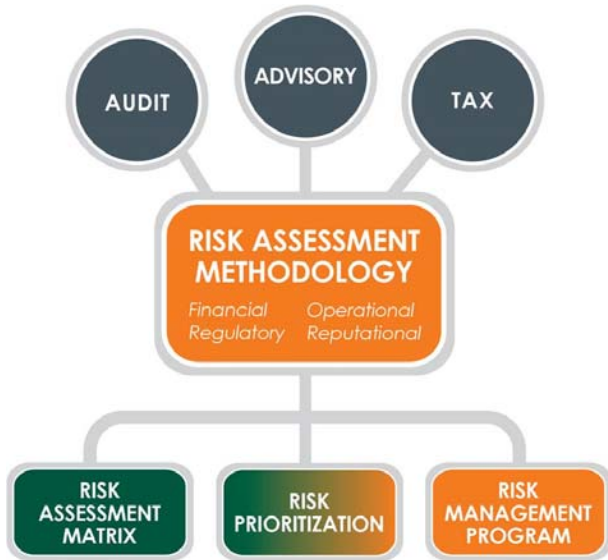 AUDIT
ADVISORY
TAX
RISK ASSESSMENT
METHODOLOGY
Financial Operational
Regulatory Reputational
RISK
ASSESSMENT
MATRIX
RISK
PRIORITIZATION
RISK
MANAGEMENT
PROGRAM